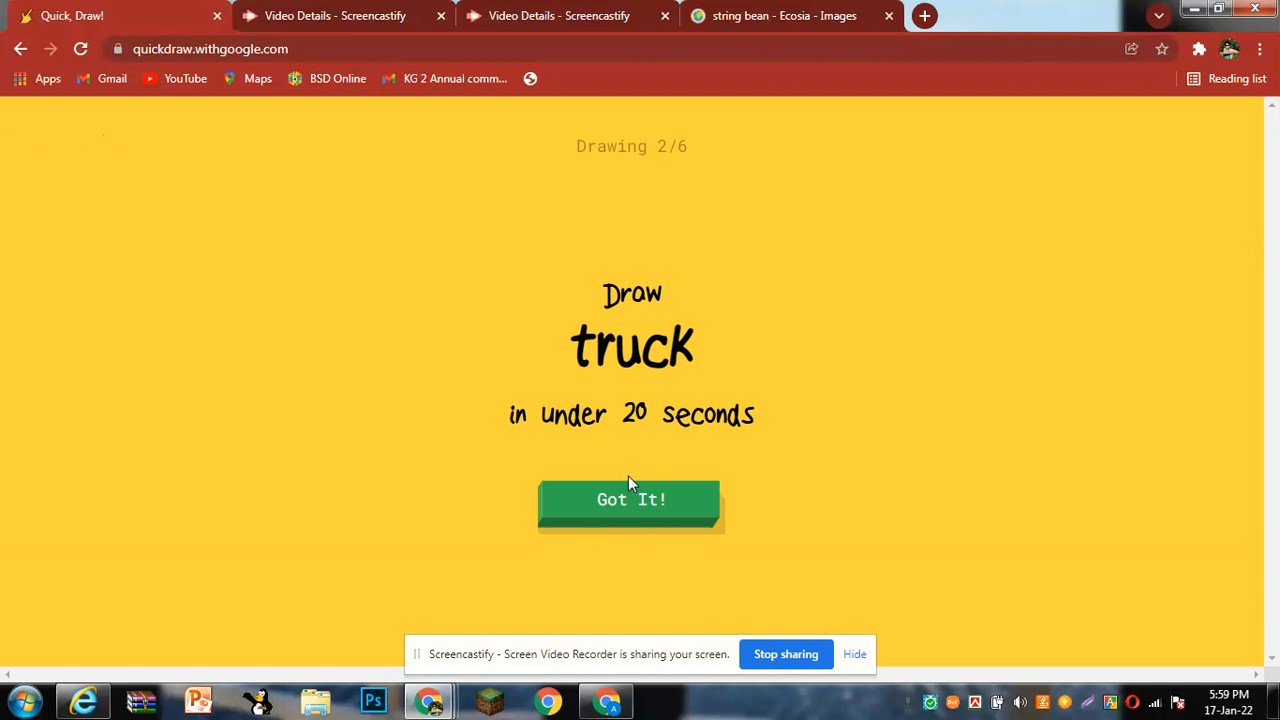 Quick, Draw!
Video Details - Screencastify
Video Details - Screencastify
string bean - Ecosia - Images
quickdraw.withgoogle.com
Apps
Gmail
YouTube
Maps
BSD Online
KG 2 Annual comm...
Reading list
Drawing 2/6
Draw
truck
in under 20 seconds
Got It!
Screencastify - Screen Video Recorder is sharing your screen.
Stop sharing
Hide
Ps
5:59 PM
17-Jan-22